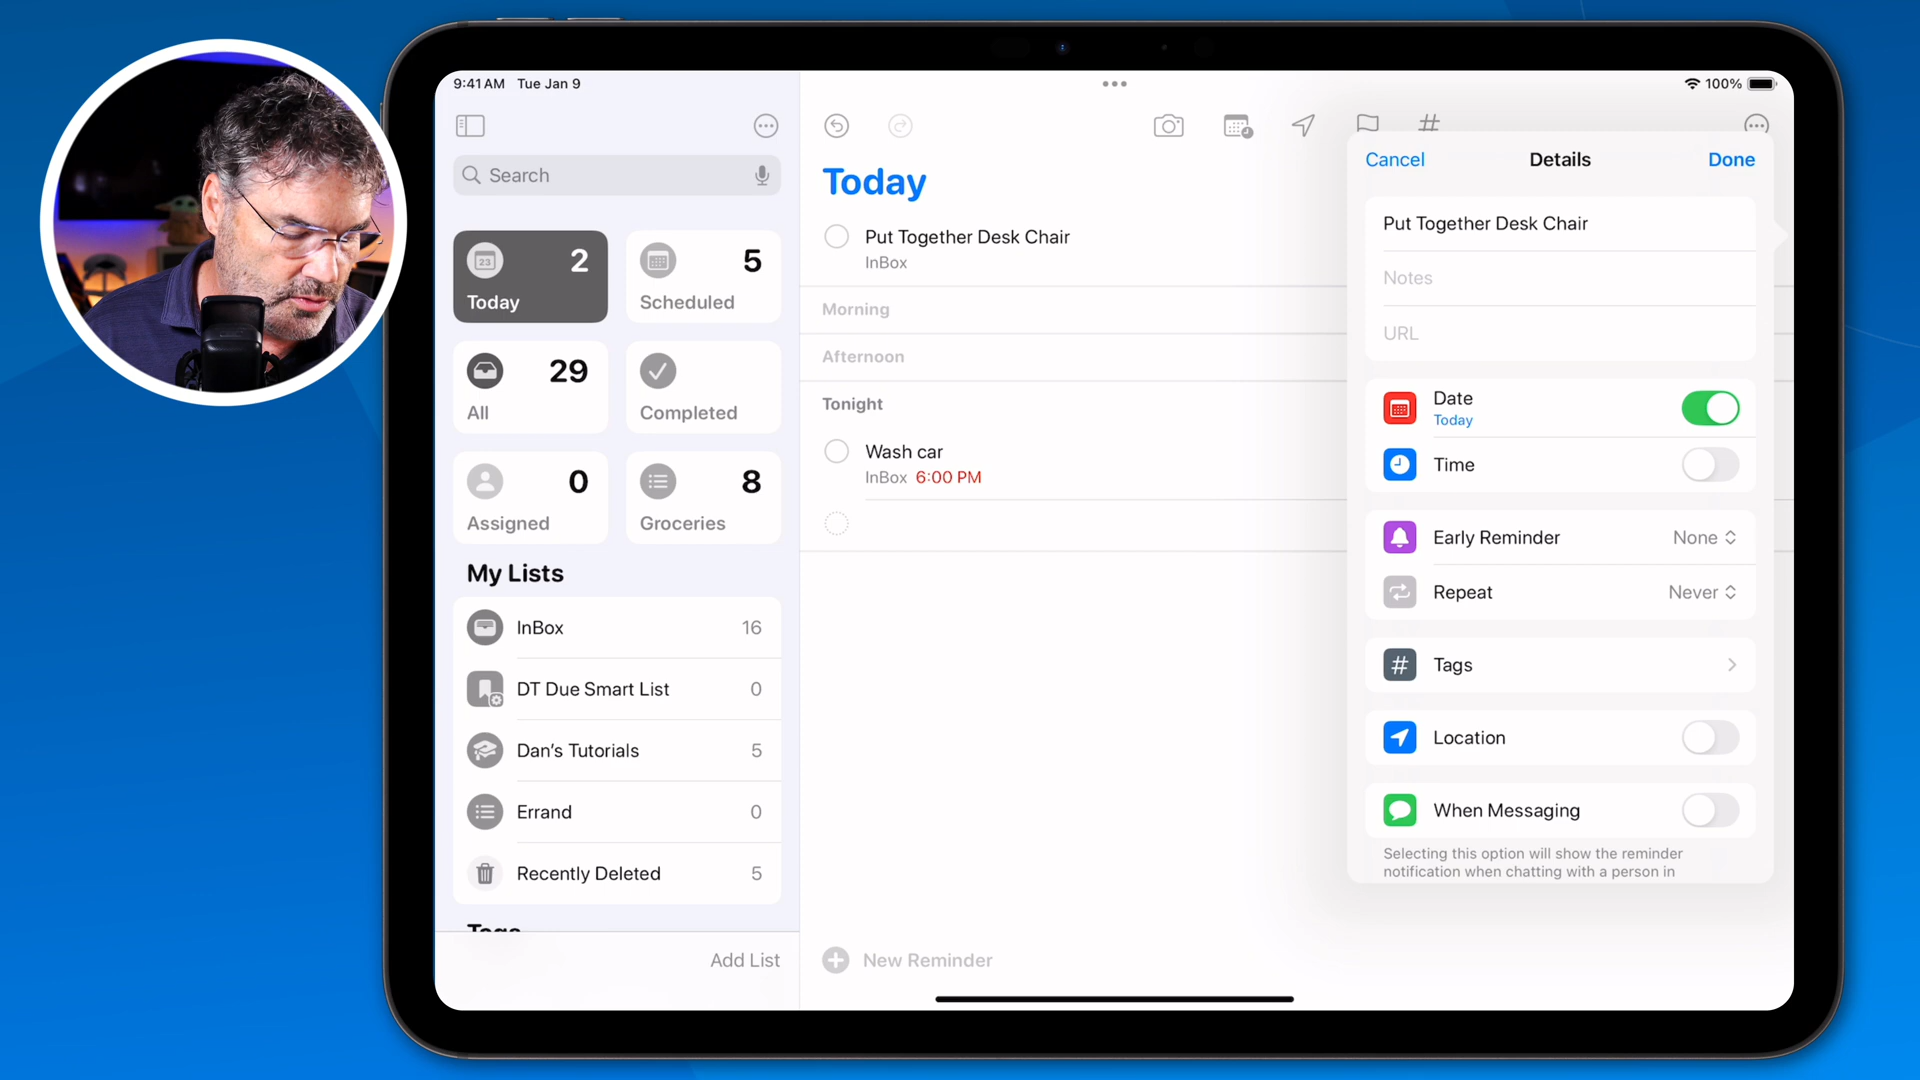 9:41 AM Tue Jan 9
100%
Search
23
2
Today
5
Scheduled
29
All
Completed
0
Assigned
8
Groceries
My Lists
InBox 16
DT Due Smart List 0
Dan's Tutorials 5
Errand 0
Recently Deleted 5
Tags
Add List
Today
Put Together Desk Chair
InBox
Morning
Afternoon
Tonight
Wash car
InBox 6:00 PM
New Reminder
Cancel Details Done
Put Together Desk Chair
Notes
URL
Date
Today
Time
Early Reminder None
Repeat Never
Tags
Location
When Messaging
Selecting this option will show the reminder
notification when chatting with a person in